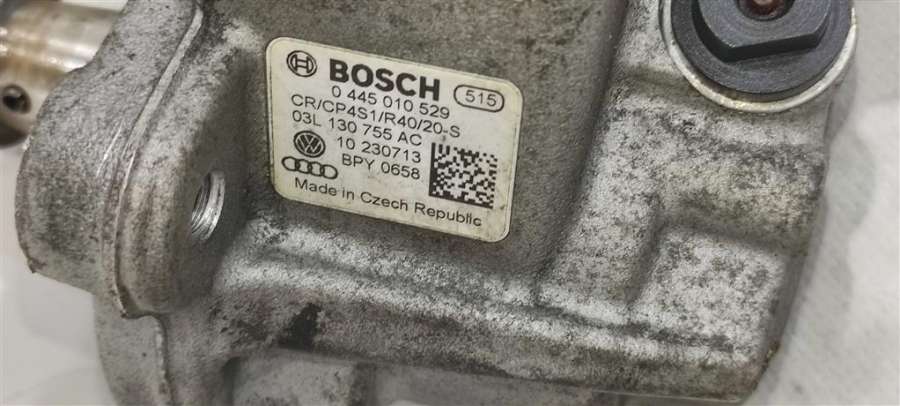 BOSCH 515
0 445 010 529
CR/CP4S1/R40/20-S
03L 130 755 AC
10 230713
BPY 0658
Made in Czech Republic